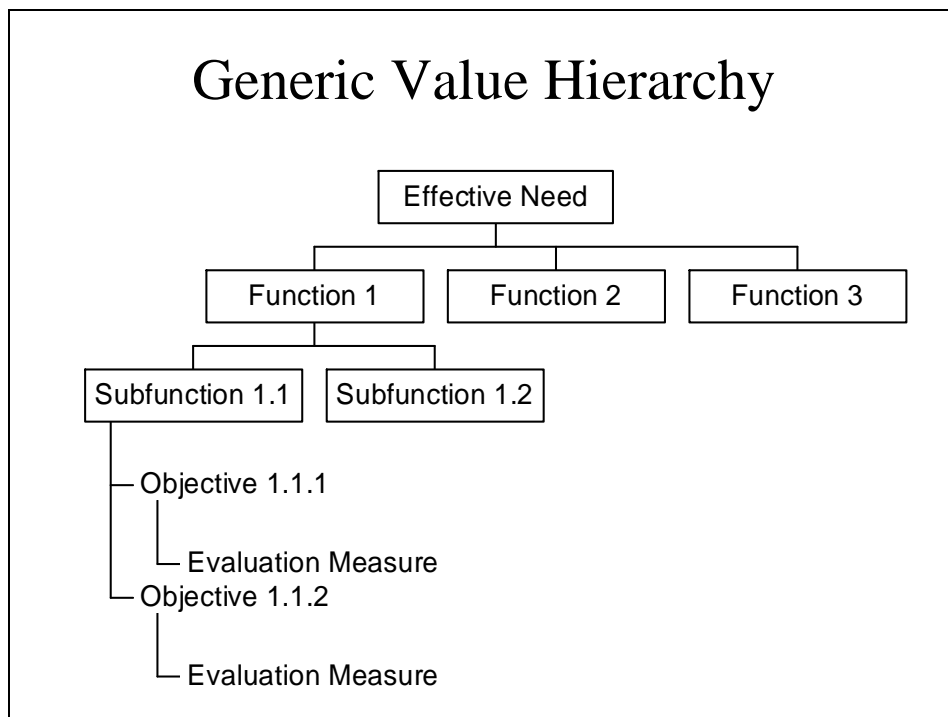 Generic Value Hierarchy
Effective Need
Function 1
Function 2
Function 3
Subfunction 1.1
Subfunction 1.2
Objective 1.1.1
Evaluation Measure
Objective 1.1.2
Evaluation Measure